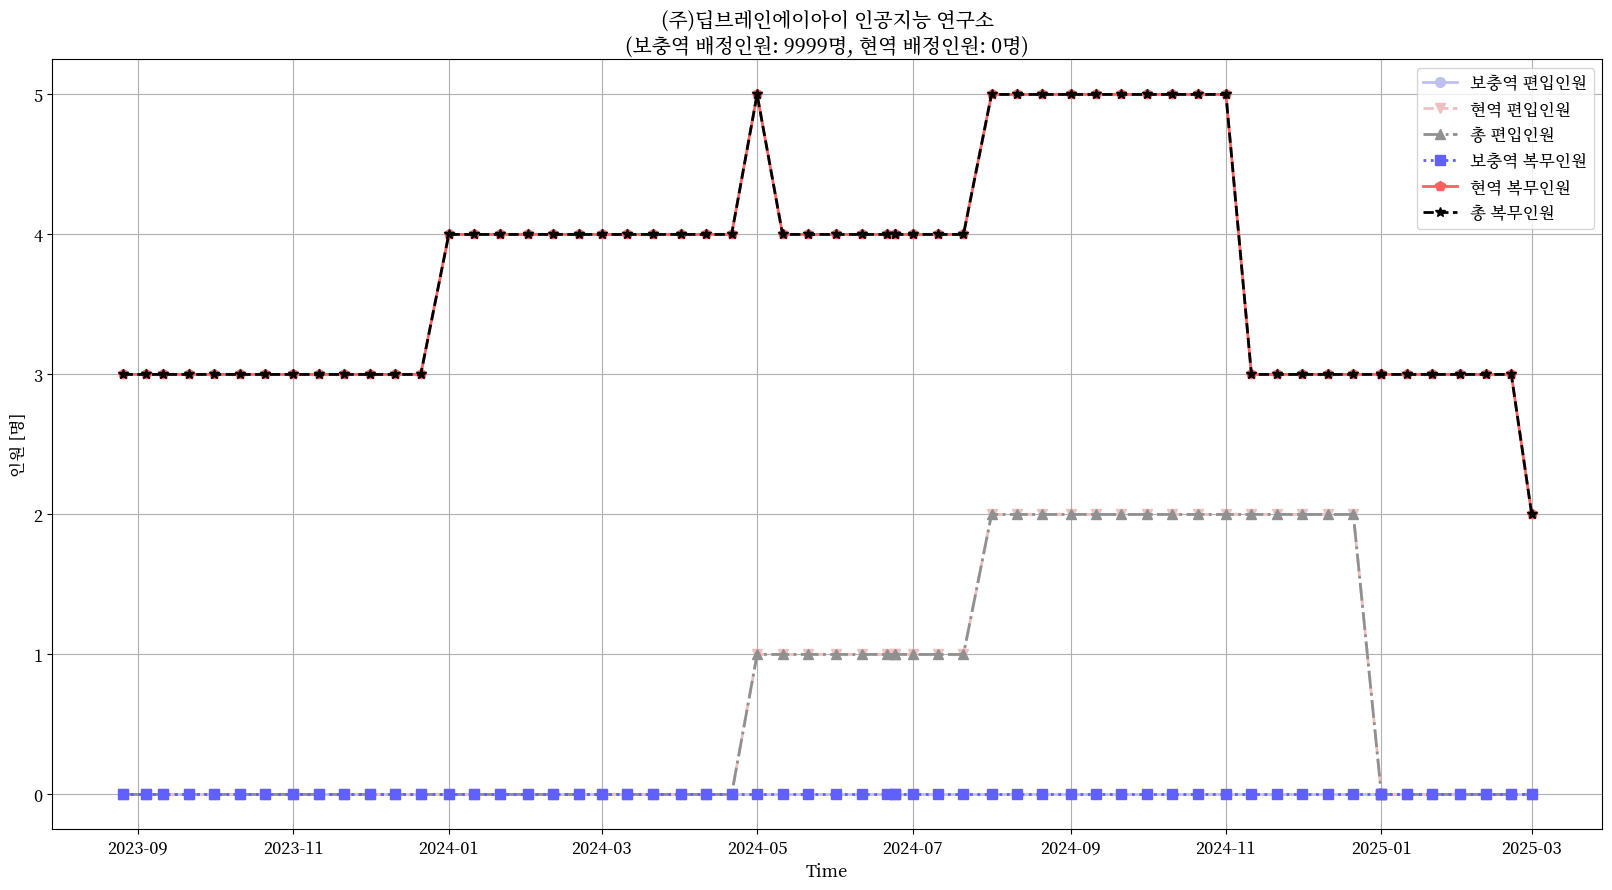 (주)딥브레인에이아이 인공지능 연구소
(보충역 배정인원: 9999명, 현역 배정인원: 0명)
보충역 편입인원
현역 편입인원
총 편입인원
보충역 복무인원
현역 복무인원
총 복무인원
인원 [명]
5
4
3
2
1
0
2023-09 2023-11 2024-01 2024-03 2024-05 2024-07 2024-09 2024-11 2025-01 2025-03
Time